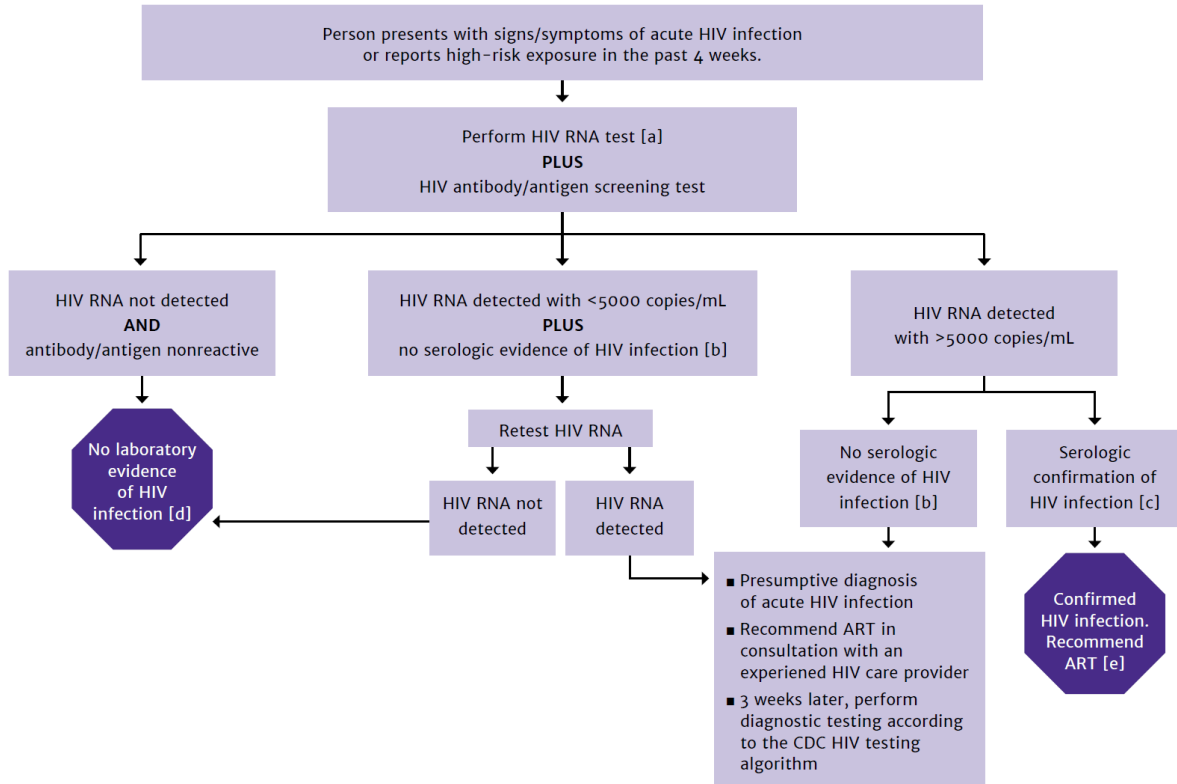 Person presents with signs/symptoms of acute HIV infection
or reports high-risk exposure in the past 4 weeks.
Perform HIV RNA test [a]
PLUS
HIV antibody/antigen screening test
HIV RNA not detected
AND
antibody/antigen nonreactive
HIV RNA detected with <5000 copies/mL
PLUS
no serologic evidence of HIV infection [b]
HIV RNA detected
with >5000 copies/mL
No laboratory
evidence
of HIV
infection [d]
Retest HIV RNA
HIV RNA not
detected
HIV RNA
detected
No serologic
evidence of HIV
infection [b]
Serologic
confirmation of
HIV infection [c]
■ Presumptive diagnosis
of acute HIV infection
■ Recommend ART in
consultation with an
experiened HIV care provider
■ 3 weeks later, perform
diagnostic testing according
to the CDC HIV testing
algorithm
Confirmed
HIV infection.
Recommend
ART [e]